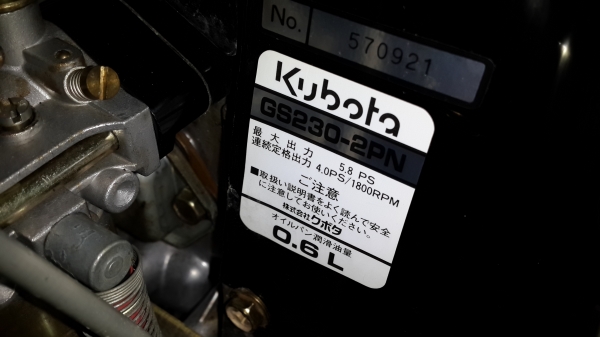 No. 570921
Kubota
GS230-2PN
最大出力 5.8 PS
連続定格出力 4.0PS/1800RPM
ご注意
■取扱い説明書をよく読んで安全
に注意してお使いください。
株式会社クボタ
オイルパン潤滑油量
0.6 L